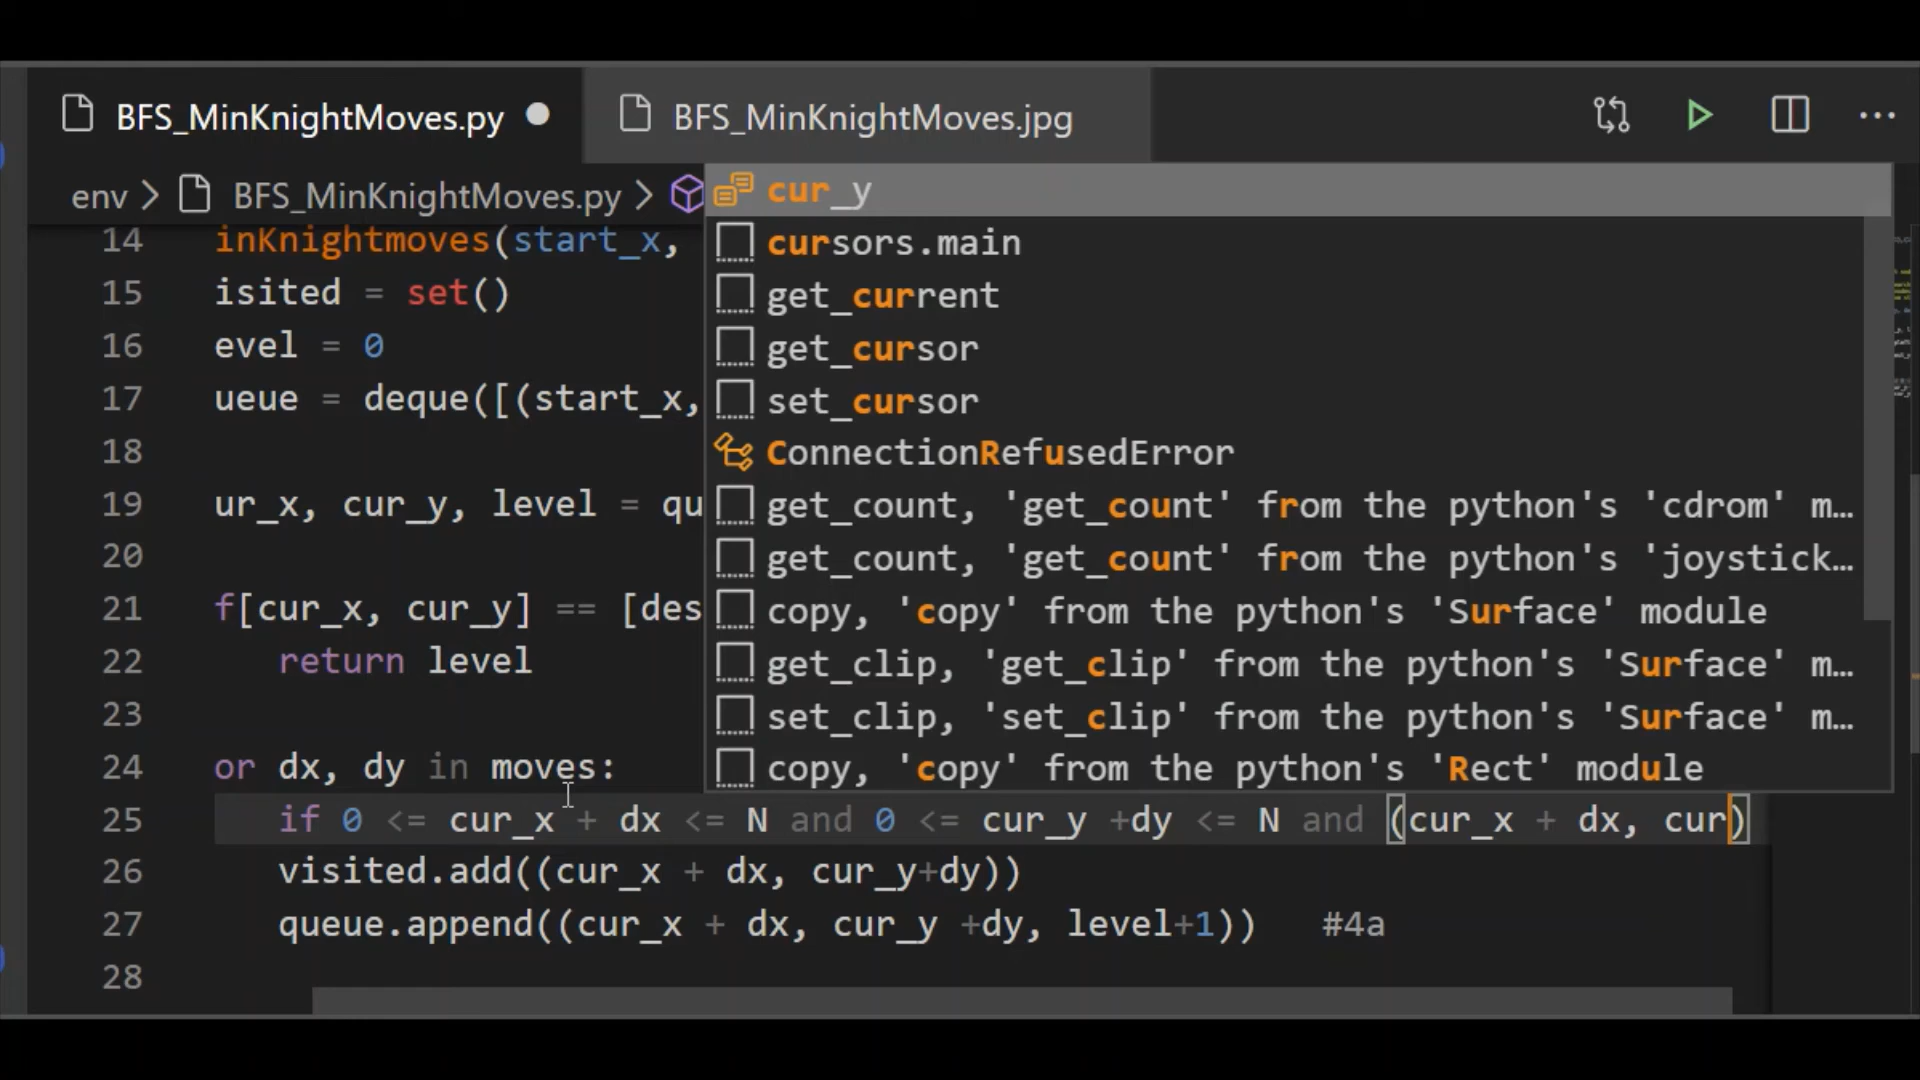 BFS_MinKnightMoves.py
BFS_MinKnightMoves.jpg
env > BFS_MinKnightMoves.py >
14 inKnightmoves(start_x,
15 isited = set()
16 evel = 0
17 ueue = deque([(start_x,
18
19 ur_x, cur_y, level = qu
20
21 f[cur_x, cur_y] == [des
22 return level
23
24 or dx, dy in moves:
25 if 0 <= cur_x + dx <= N and 0 <= cur_y +dy <= N and (cur_x + dx, cur)
26 visited.add((cur_x + dx, cur_y+dy))
27 queue.append((cur_x + dx, cur_y +dy, level+1)) #4a
28
cur_y
cursors.main
get_current
get_cursor
set_cursor
ConnectionRefusedError
get_count, 'get_count' from the python's 'cdrom' m…
get_count, 'get_count' from the python's 'joystick…
copy, 'copy' from the python's 'Surface' module
get_clip, 'get_clip' from the python's 'Surface' m…
set_clip, 'set_clip' from the python's 'Surface' m…
copy, 'copy' from the python's 'Rect' module